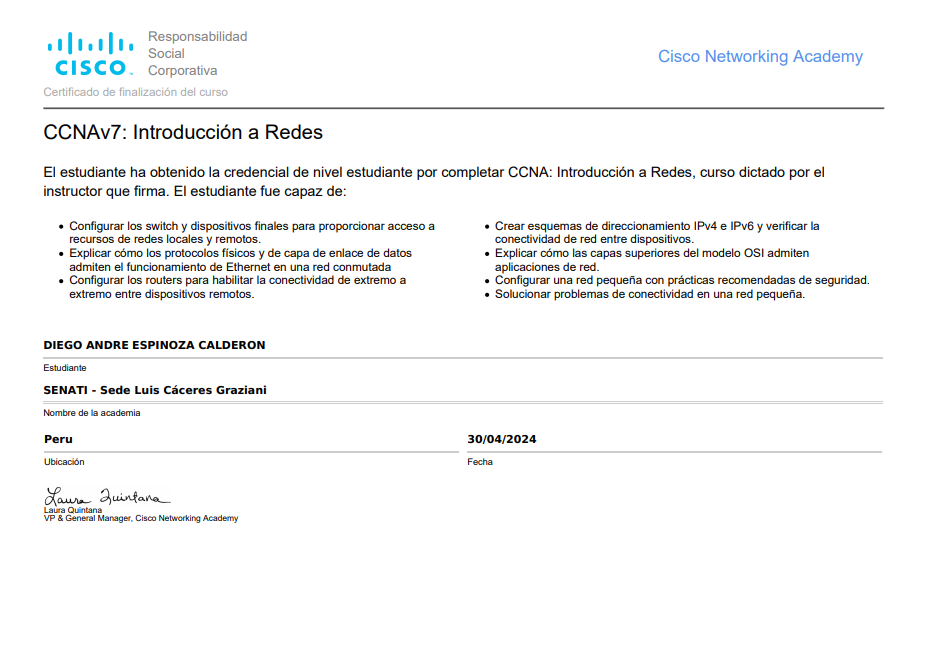 CISCO
Responsabilidad
Social
Corporativa
Cisco Networking Academy
Certificado de finalización del curso
CCNAv7: Introducción a Redes
El estudiante ha obtenido la credencial de nivel estudiante por completar CCNA: Introducción a Redes, curso dictado por el
instructor que firma. El estudiante fue capaz de:
• Configurar los switch y dispositivos finales para proporcionar acceso a
recursos de redes locales y remotos.
• Explicar cómo los protocolos físicos y de capa de enlace de datos
admiten el funcionamiento de Ethernet en una red conmutada
• Configurar los routers para habilitar la conectividad de extremo a
extremo entre dispositivos remotos.
• Crear esquemas de direccionamiento IPv4 e IPv6 y verificar la
conectividad de red entre dispositivos.
• Explicar cómo las capas superiores del modelo OSI admiten
aplicaciones de red.
• Configurar una red pequeña con prácticas recomendadas de seguridad.
• Solucionar problemas de conectividad en una red pequeña.
DIEGO ANDRE ESPINOZA CALDERON
Estudiante
SENATI - Sede Luis Cáceres Graziani
Nombre de la academia
Peru
Ubicación
30/04/2024
Fecha
Laura Quintana
Laura Quintana
VP & General Manager, Cisco Networking Academy